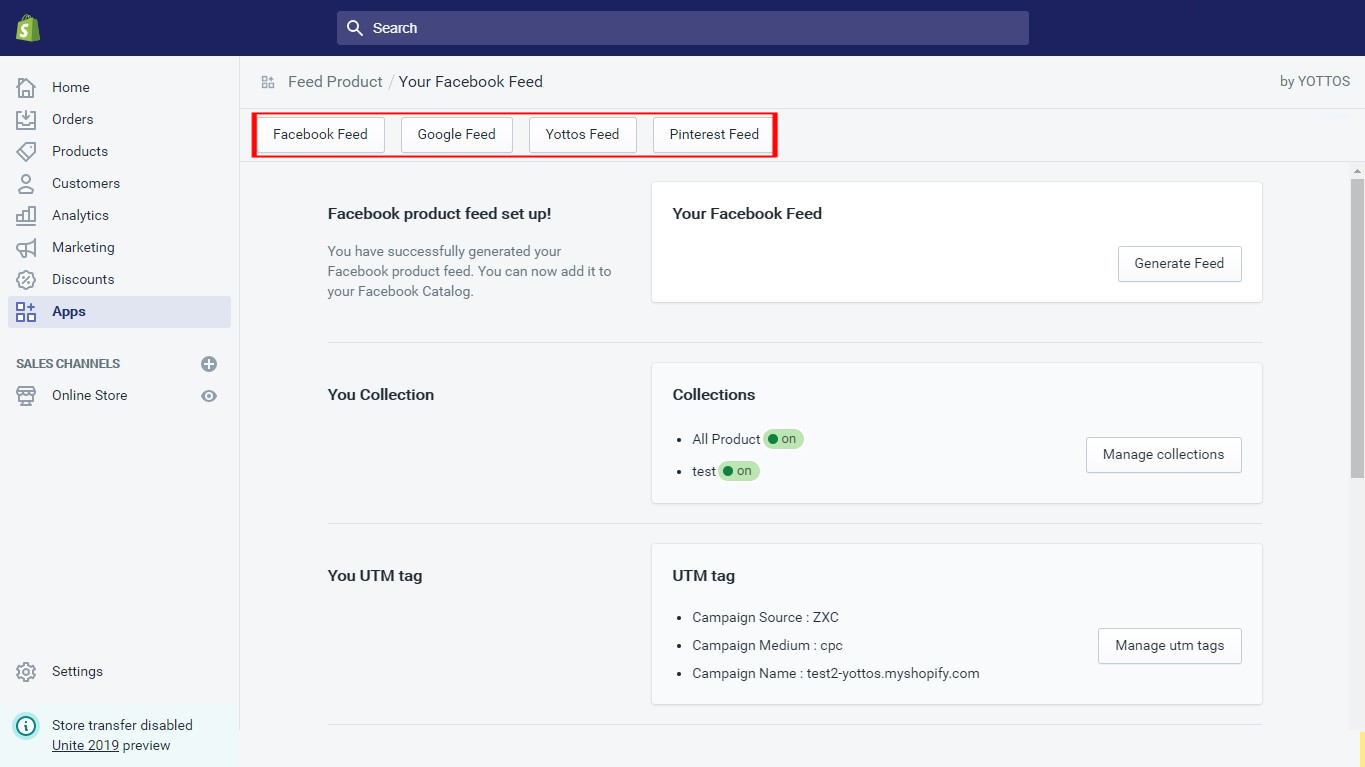 Search
Home
Orders
Products
Customers
Analytics
Marketing
Discounts
Apps
SALES CHANNELS
Online Store
Settings
Store transfer disabled
Unite 2019 preview
Feed Product / Your Facebook Feed
by YOTTOS
Facebook Feed
Google Feed
Yottos Feed
Pinterest Feed
Facebook product feed set up!
You have successfully generated your
Facebook product feed. You can now add it to
your Facebook Catalog.
Your Facebook Feed
Generate Feed
You Collection
Collections
All Product on
test on
Manage collections
You UTM tag
UTM tag
Campaign Source : ZXC
Campaign Medium : cpc
Campaign Name : test2-yottos.myshopify.com
Manage utm tags